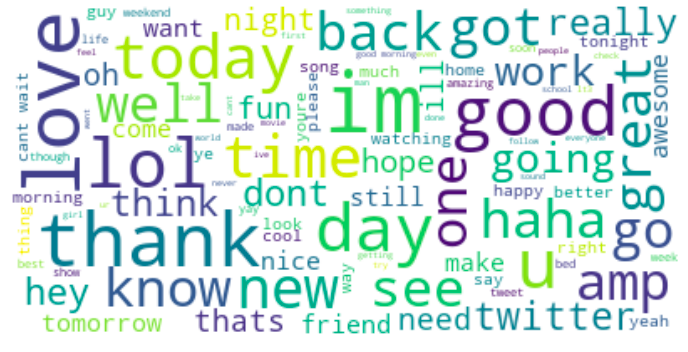 guy
weekend
life
feel
want
night
something
first
back
got
really
tonight
love
oh
today
song
good morning
even
soon
people
check
cant wait
well
fun
youre
please
much
home
amazing
work
school
lt3
great
awesome
come
take
im
man
ill
done
good
went
though
lol
ok
world
made
movie
cant
time
watching
hope
going
follow
everyone
bye
ive
one
sound
morning
think
never
dont
still
happy
better
thing
girl
ur
yay
look
cool
day
haha
go
thank
nice
way
getting
try
u
right
bed
week
best
show
hey
know
new
see
make
say
tweet
amp
tomorrow
thats
friend
need
twitter
yeah